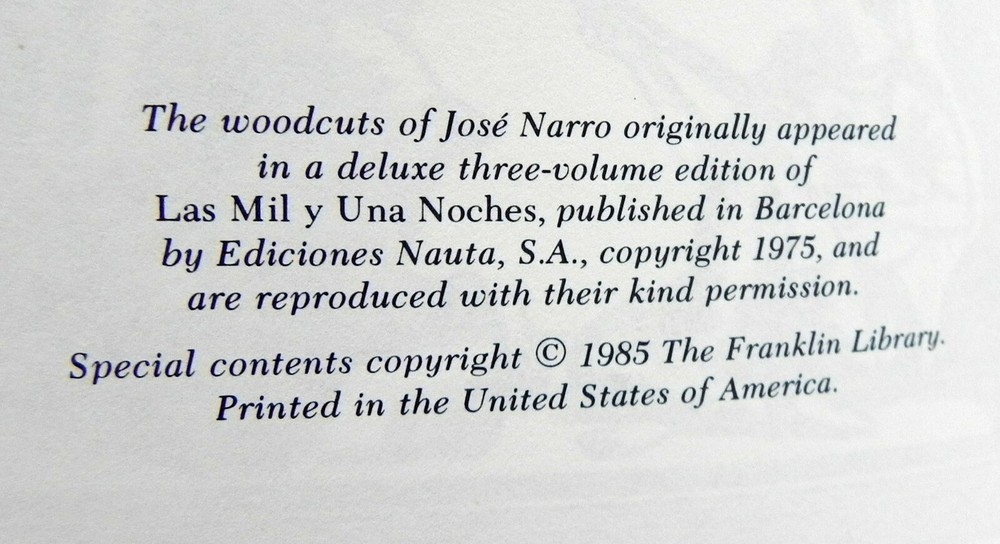 The woodcuts of José Narro originally appeared
in a deluxe three-volume edition of
Las Mil y Una Noches, published in Barcelona
by Ediciones Nauta, S.A., copyright 1975, and
are reproduced with their kind permission.
Special contents copyright © 1985 The Franklin Library.
Printed in the United States of America.